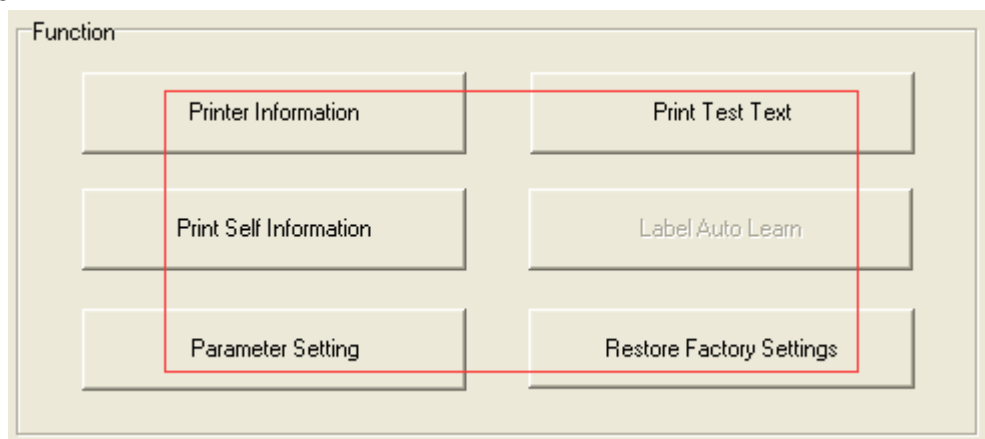 Function
Printer Information
Print Test Text
Print Self Information
Label Auto Learn
Parameter Setting
Restore Factory Settings